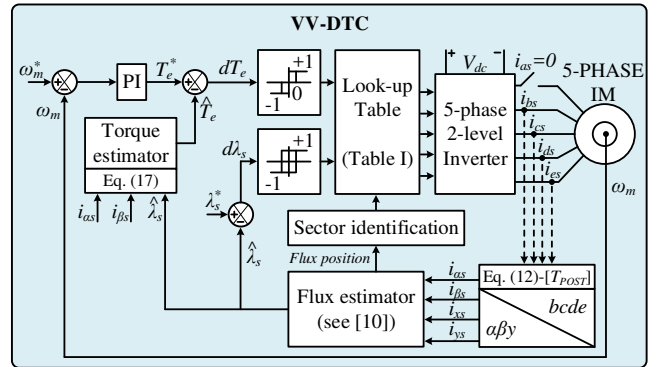 VV-DTC
ω*m
ωm
PI
T*e
T̂e
dTe
+1
0
-1
Look-up
Table
(Table I)
+ Vdc -
5-phase
2-level
Inverter
ias=0
5-PHASE
IM
ibs
ics
ids
ies
ωm
Torque
estimator
Eq. (17)
iαs
iβs
λ̂s
dλs
+1
-1
λ*s
λ̂s
Sector identification
Flux position
Flux estimator
(see [10])
iαs
iβs
ixs
iys
Eq. (12)-[TPOST]
bcde
αβy